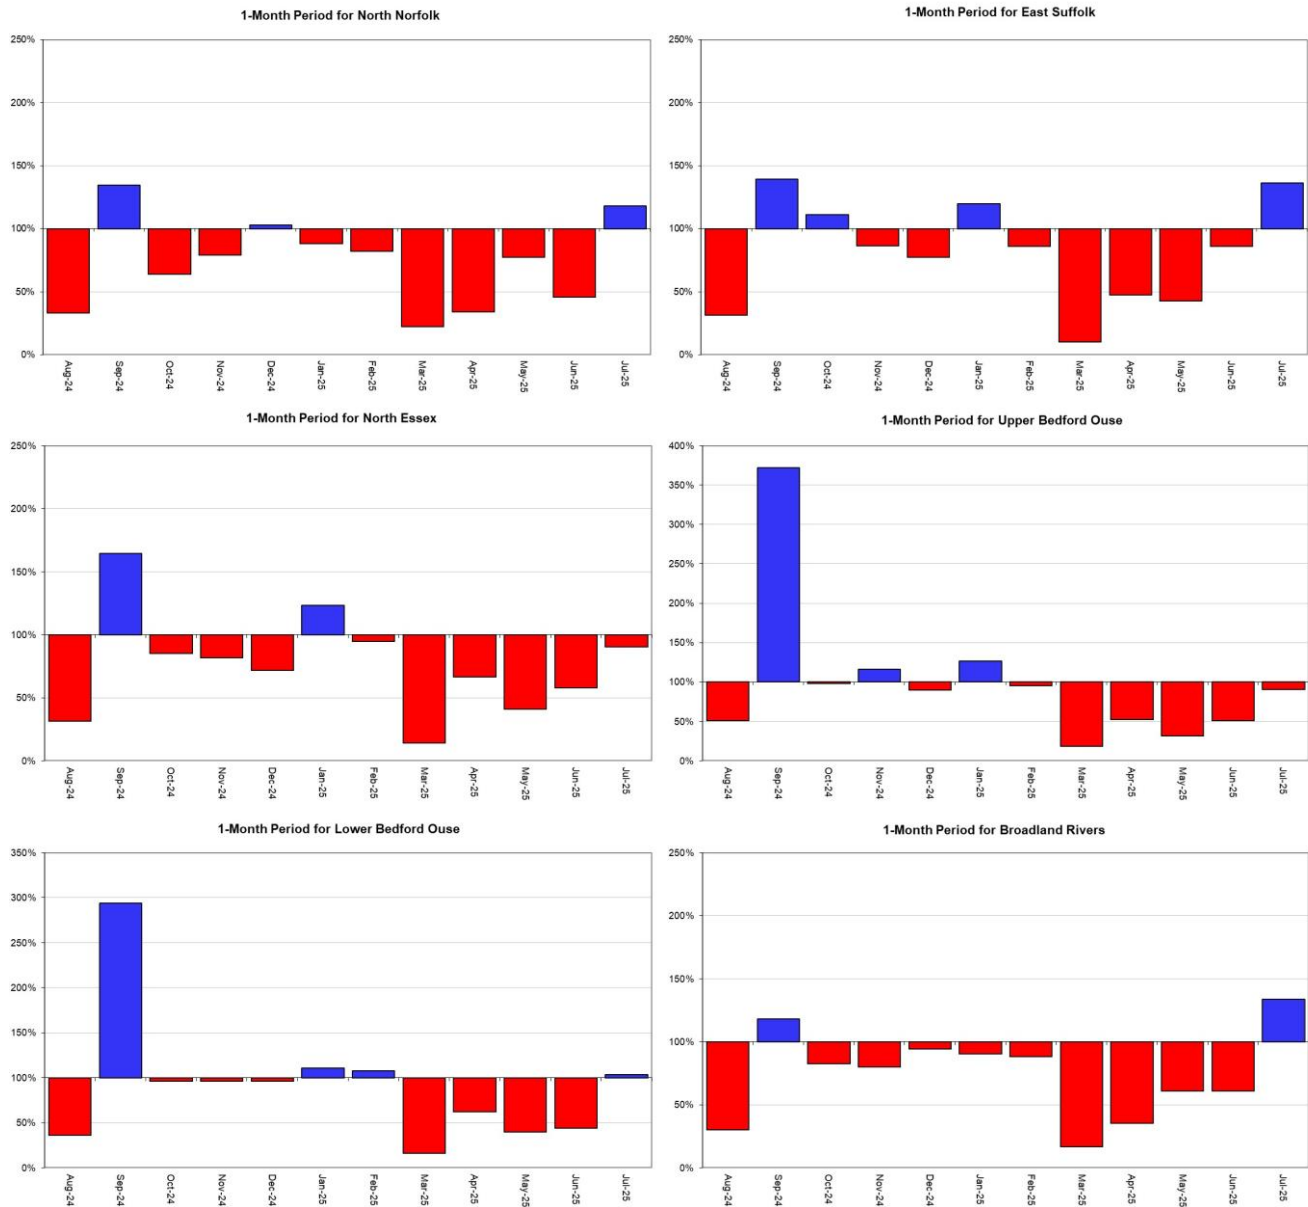 1-Month Period for North Norfolk
250%
200%
150%
100%
50%
0%
Aug-24
Sep-24
Oct-24
Nov-24
Dec-24
Jan-25
Feb-25
Mar-25
Apr-25
May-25
Jun-25
Jul-25
1-Month Period for East Suffolk
250%
200%
150%
100%
50%
0%
Aug-24
Sep-24
Oct-24
Nov-24
Dec-24
Jan-25
Feb-25
Mar-25
Apr-25
May-25
Jun-25
Jul-25
1-Month Period for North Essex
250%
200%
150%
100%
50%
0%
Aug-24
Sep-24
Oct-24
Nov-24
Dec-24
Jan-25
Feb-25
Mar-25
Apr-25
May-25
Jun-25
Jul-25
1-Month Period for Upper Bedford Ouse
400%
350%
300%
250%
200%
150%
100%
50%
0%
Aug-24
Sep-24
Oct-24
Nov-24
Dec-24
Jan-25
Feb-25
Mar-25
Apr-25
May-25
Jun-25
Jul-25
1-Month Period for Lower Bedford Ouse
350%
300%
250%
200%
150%
100%
50%
0%
Aug-24
Sep-24
Oct-24
Nov-24
Dec-24
Jan-25
Feb-25
Mar-25
Apr-25
May-25
Jun-25
Jul-25
1-Month Period for Broadland Rivers
250%
200%
150%
100%
50%
0%
Aug-24
Sep-24
Oct-24
Nov-24
Dec-24
Jan-25
Feb-25
Mar-25
Apr-25
May-25
Jun-25
Jul-25